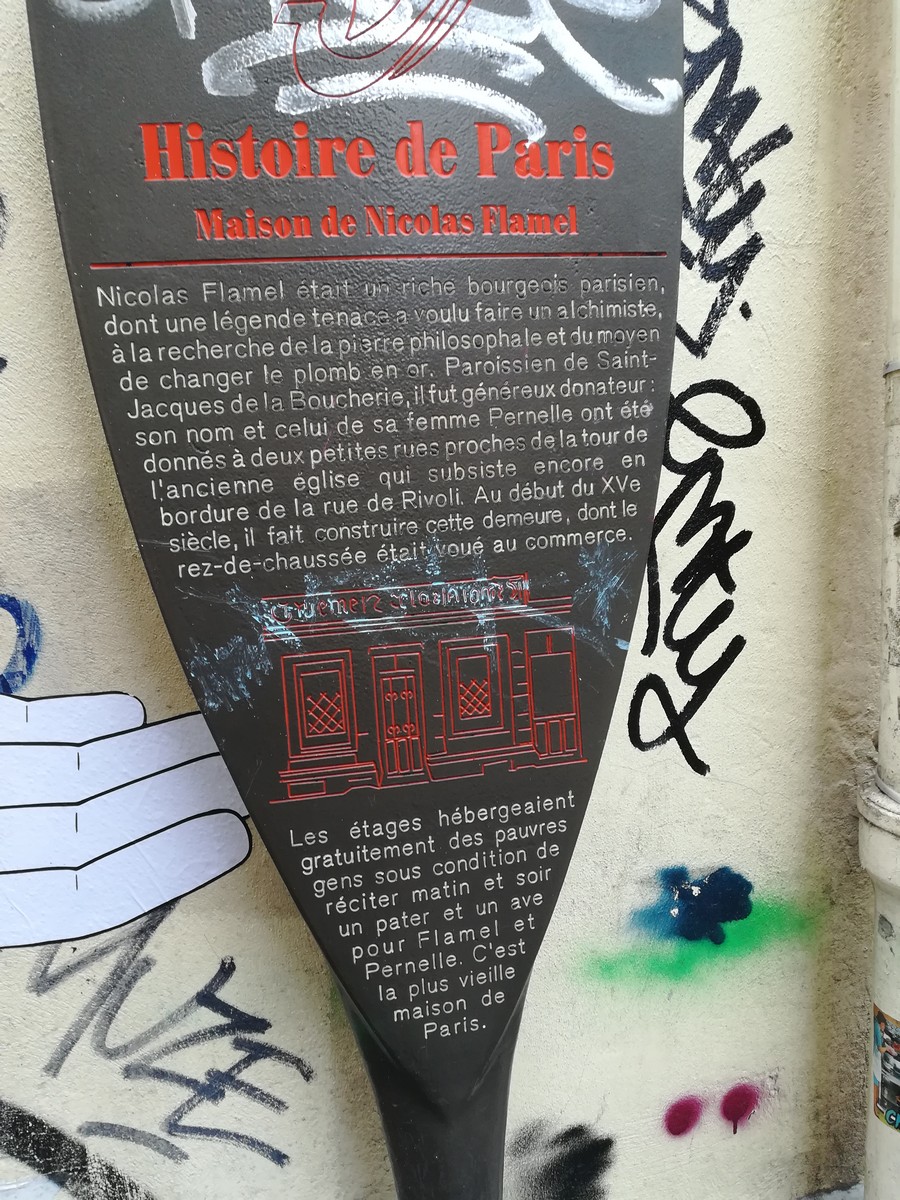 Histoire de Paris
Maison de Nicolas Flamel
Nicolas Flamel était un riche bourgeois parisien,
dont une légende tenace a voulu faire un alchimiste,
à la recherche de la pierre philosophale et du moyen
de changer le plomb en or. Paroissien de Saint-
Jacques de la Boucherie, il fut généreux donateur :
son nom et celui de sa femme Pernelle ont été
donnés à deux petites rues proches de la tour de
l'ancienne église qui subsiste encore en
bordure de la rue de Rivoli. Au début du XVe
siècle, il fait construire cette demeure, dont le
rez-de-chaussée était voué au commerce.
Les étages hébergeaient
gratuitement des pauvres
gens sous condition de
réciter matin et soir
un pater et un ave
pour Flamel et
Pernelle. C'est
la plus vieille
maison de
Paris.